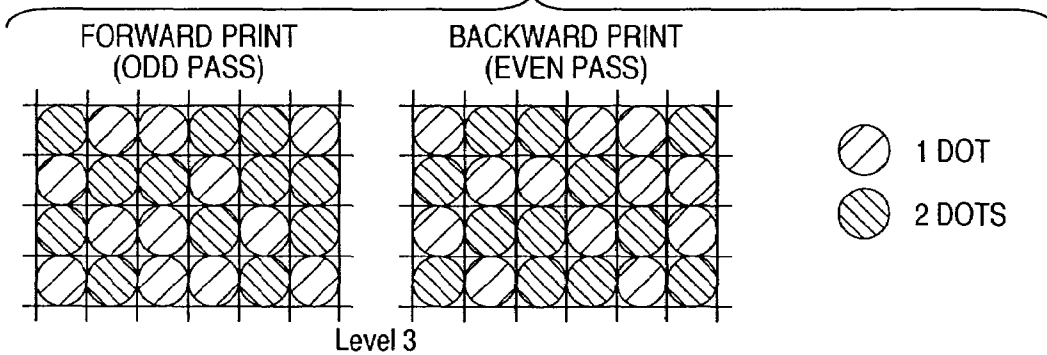 FORWARD PRINT
(ODD PASS)
BACKWARD PRINT
(EVEN PASS)
1 DOT
2 DOTS
Level 3